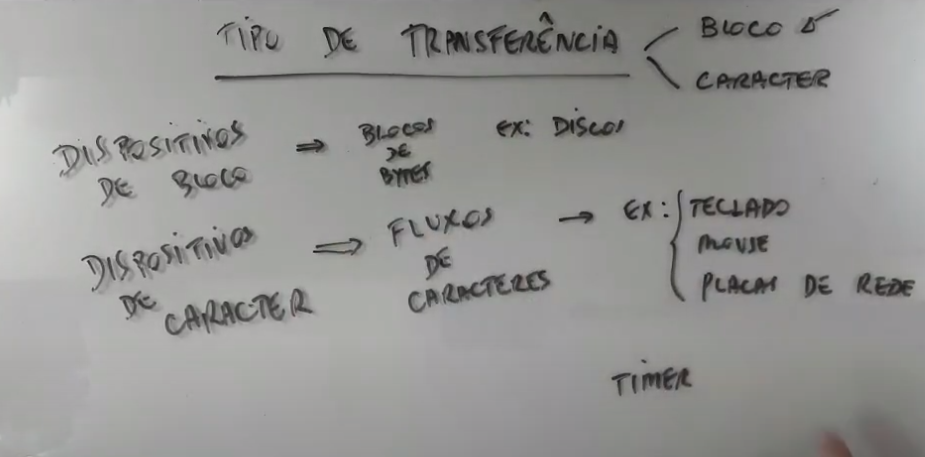 TIPO DE TRANSFERÊNCIA
BLOCO
CARACTER
DISPOSITIVOS
DE BLOCO
⇒
BLOCOS
DE
BYTES
EX: DISCOS
DISPOSITIVOS
DE CARACTER
⇒
FLUXOS
DE
CARACTERES
→ EX:
TECLADO
MOUSE
PLACAS DE REDE
TIMER